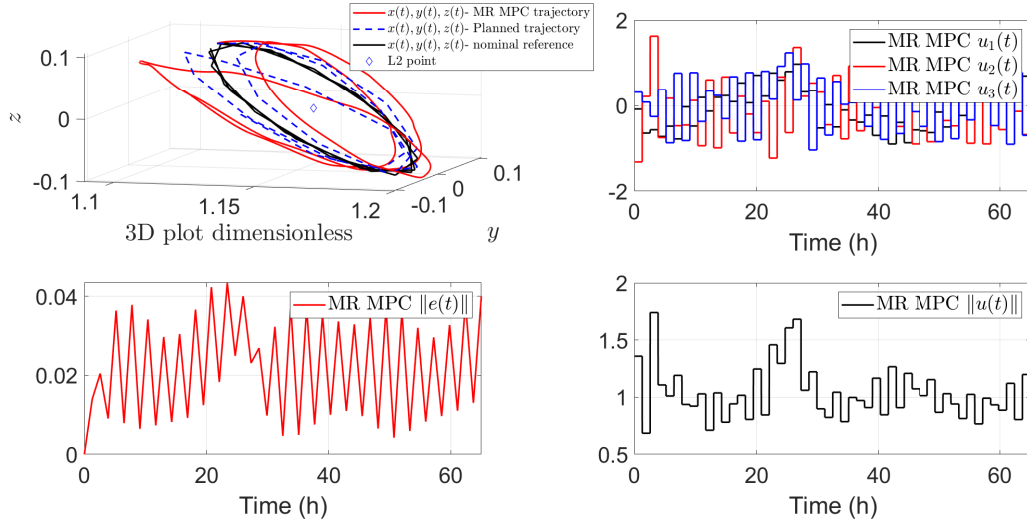 x(t), y(t), z(t)- MR MPC trajectory
x(t), y(t), z(t)- Planned trajectory
x(t), y(t), z(t)- nominal reference
L2 point
0.1
0
-0.1
z
1.1
1.15
1.2
-0.1
0
0.1
3D plot dimensionless
y
2
0
-2
MR MPC u₁(t)
MR MPC u₂(t)
MR MPC u₃(t)
0
20
40
60
Time (h)
0.04
0.02
0
MR MPC ‖e(t)‖
0
20
40
60
Time (h)
2
1.5
1
0.5
MR MPC ‖u(t)‖
0
20
40
60
Time (h)